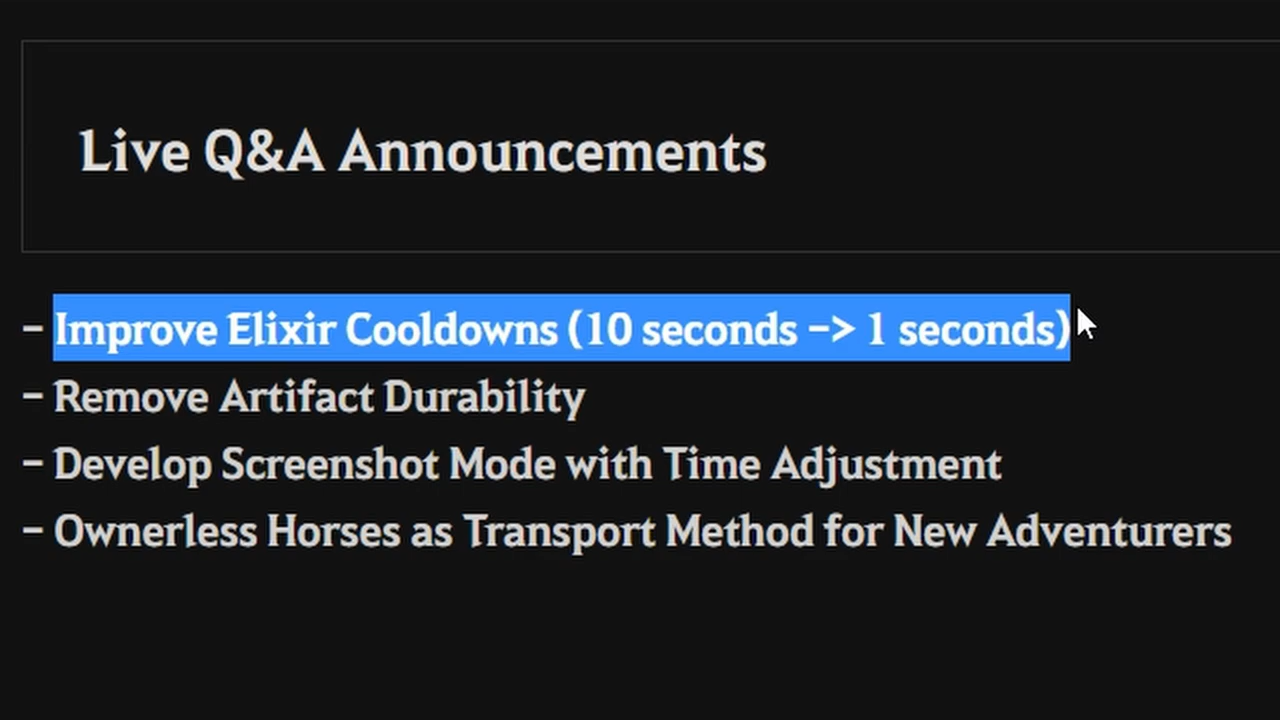 Live Q&A Announcements
– Improve Elixir Cooldowns (10 seconds –> 1 seconds)
– Remove Artifact Durability
– Develop Screenshot Mode with Time Adjustment
– Ownerless Horses as Transport Method for New Adventurers